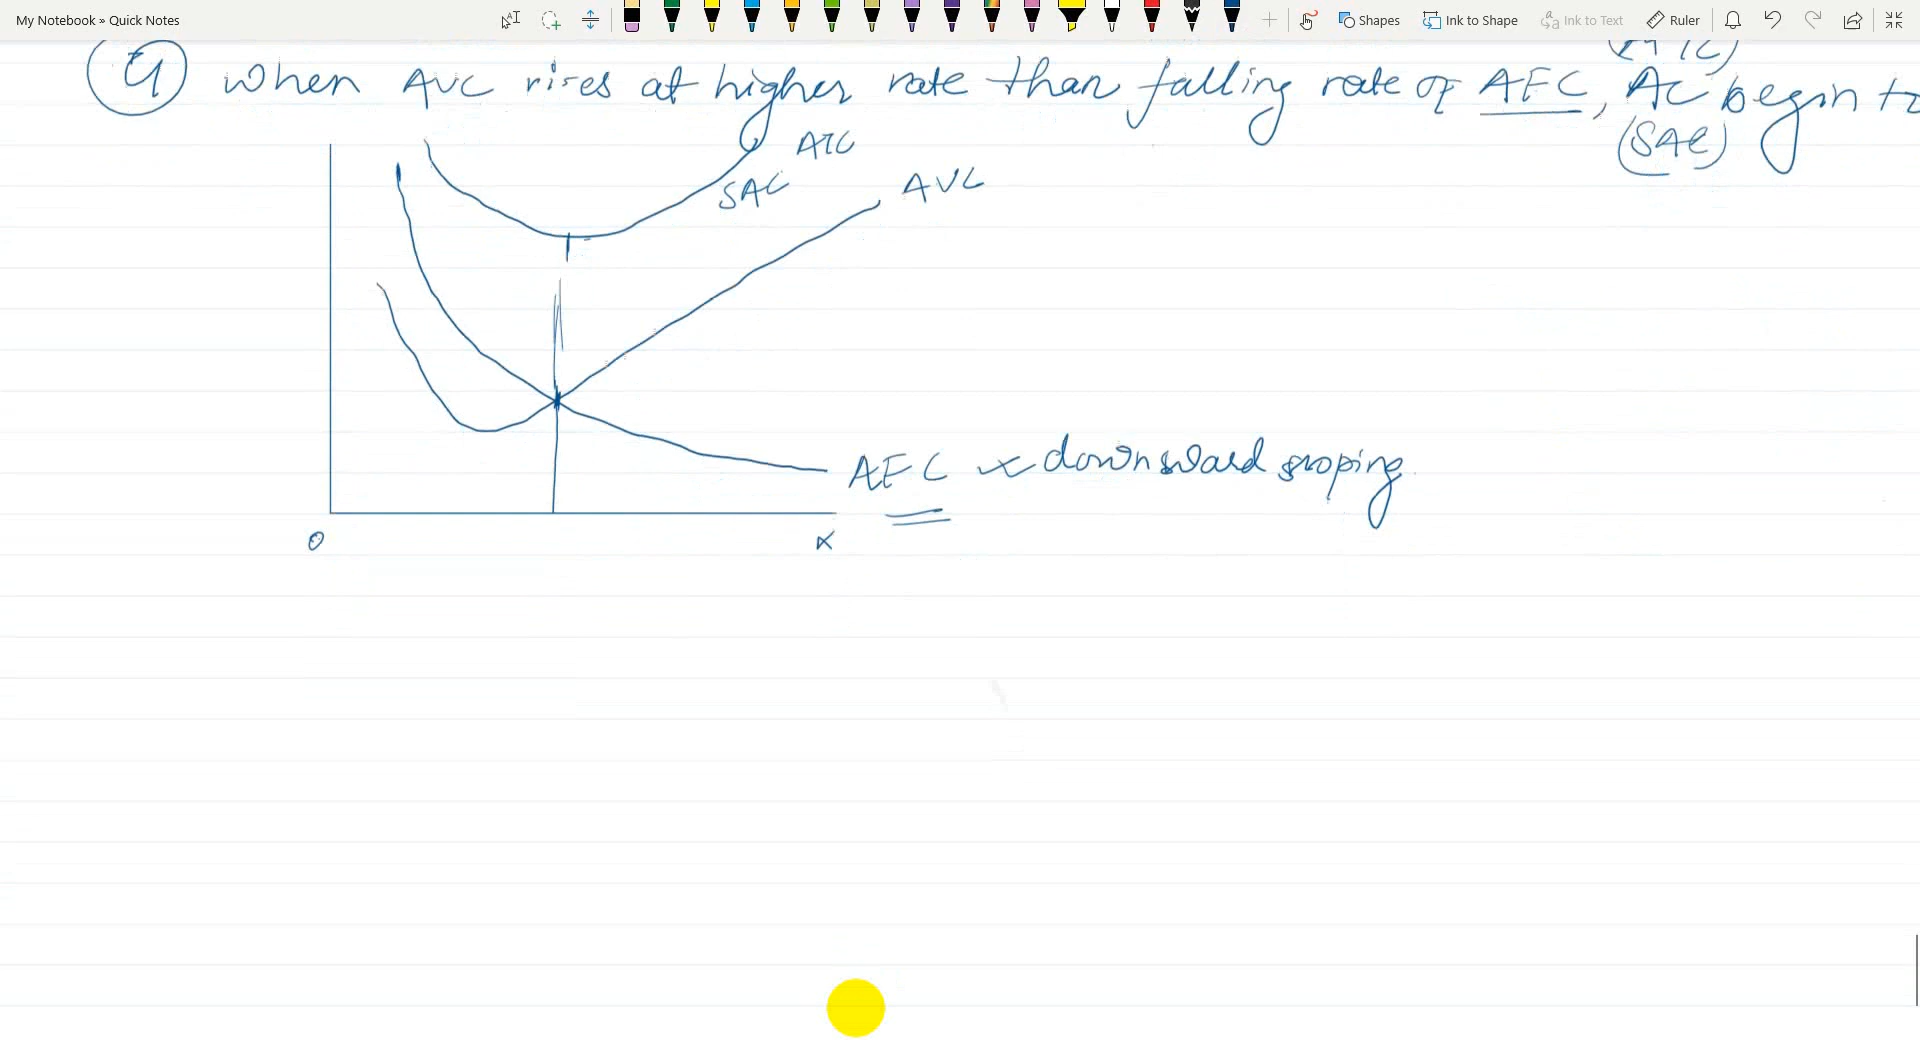 My Notebook » Quick Notes
Shapes
Ink to Shape
Ink to Text
Ruler
(ATC)
4 When AVC rises at higher rate than falling rate of AFC, AC begin to
(SAC)
ATC
SAC
AVC
AFC downward sloping
O
X